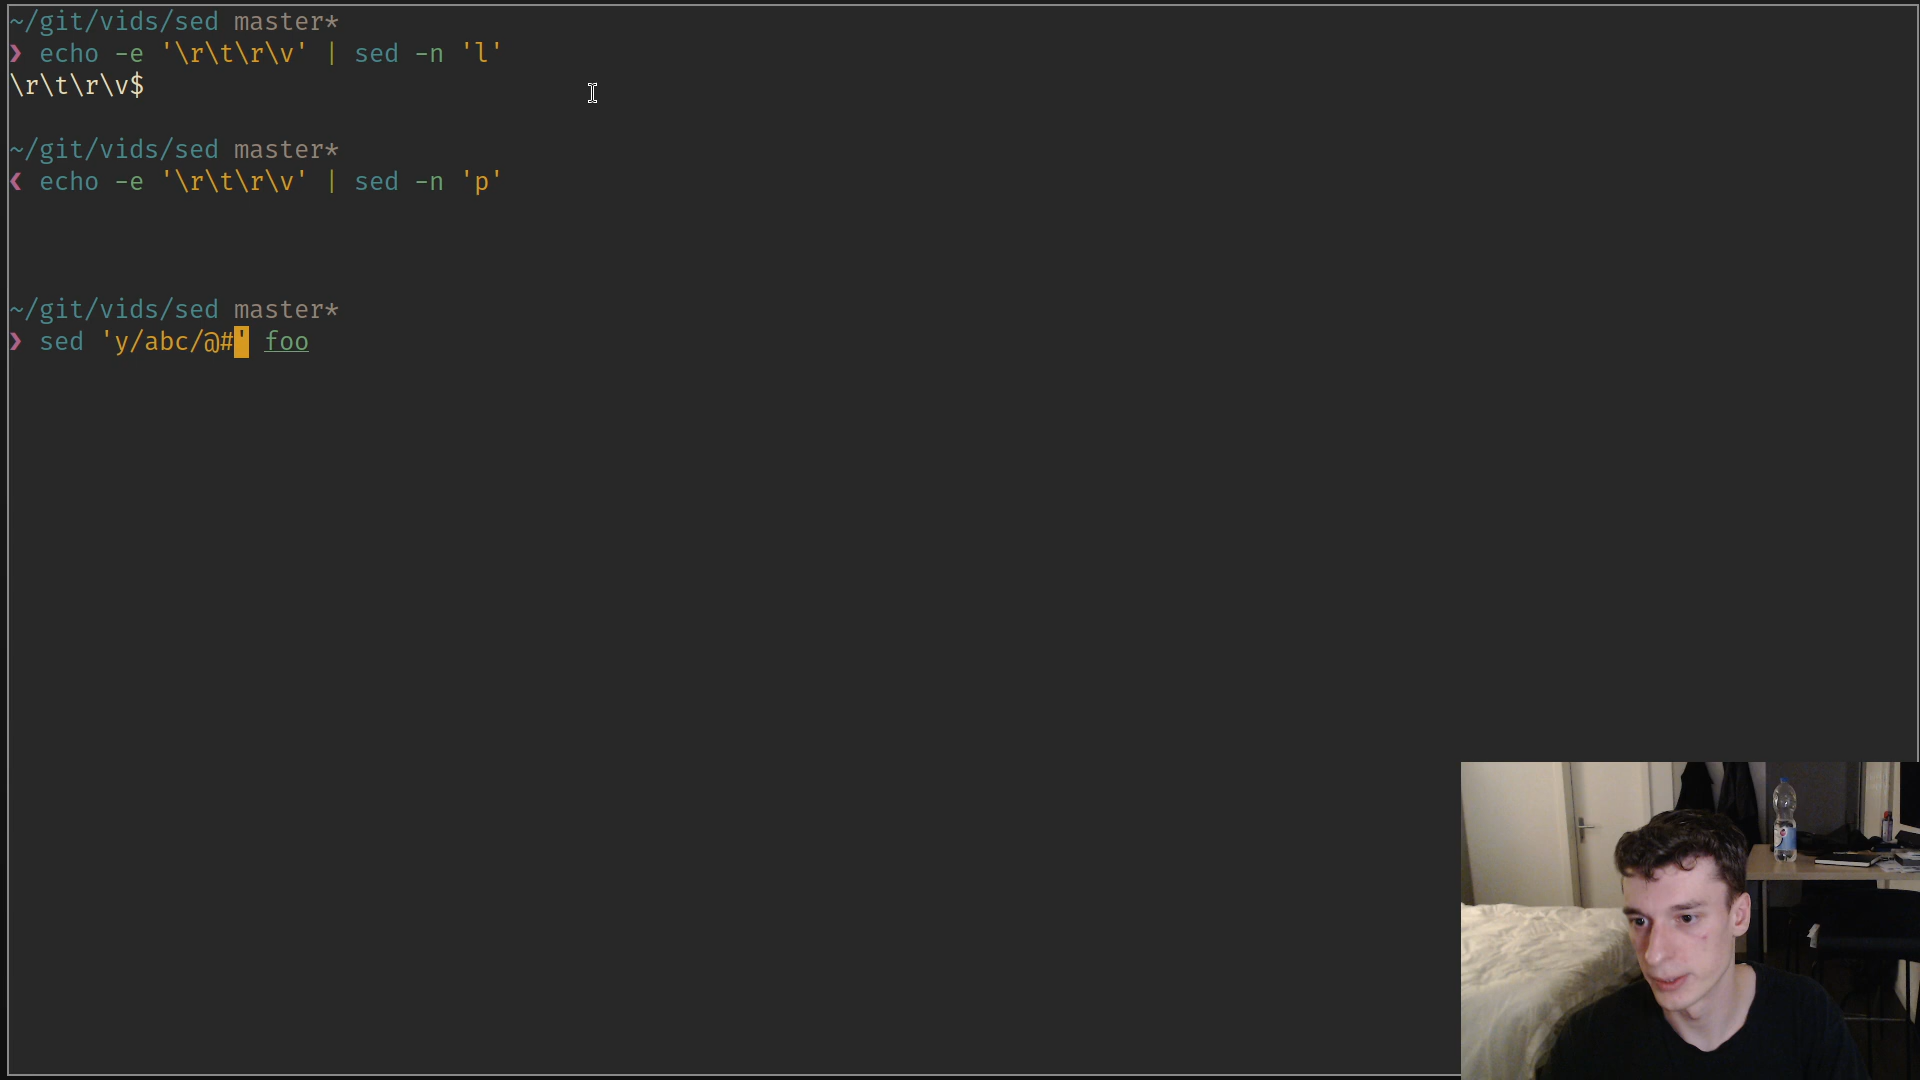 ~/git/vids/sed master*
❯ echo -e '\r\t\r\v' | sed -n 'l'
\r\t\r\v$
~/git/vids/sed master*
❮ echo -e '\r\t\r\v' | sed -n 'p'
~/git/vids/sed master*
❯ sed 'y/abc/@#' foo